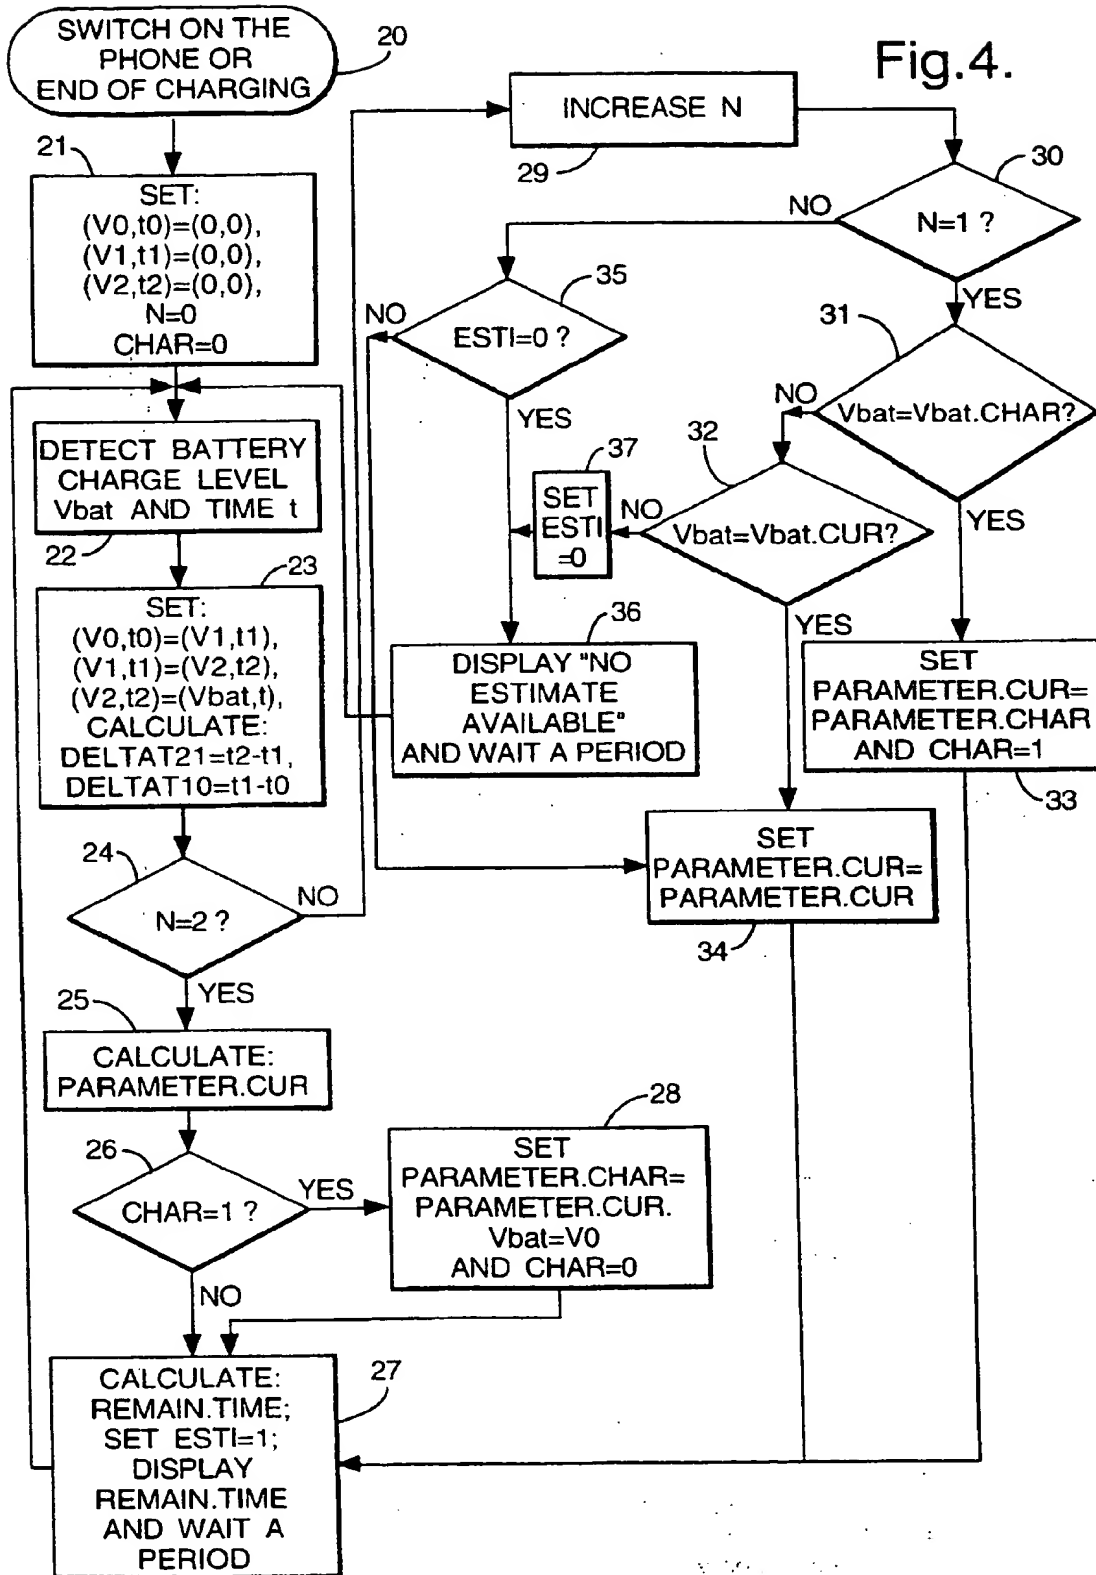 Fig.4.
SWITCH ON THE
PHONE OR
END OF CHARGING
20
21
SET:
(V0,t0)=(0,0),
(V1,t1)=(0,0),
(V2,t2)=(0,0),
N=0
CHAR=0
DETECT BATTERY
CHARGE LEVEL
Vbat AND TIME t
22
23
SET:
(V0,t0)=(V1,t1),
(V1,t1)=(V2,t2),
(V2,t2)=(Vbat,t),
CALCULATE:
DELTAT21=t2-t1,
DELTAT10=t1-t0
24
N=2 ?
NO
YES
25
CALCULATE:
PARAMETER.CUR
26
CHAR=1 ?
YES
NO
28
SET
PARAMETER.CHAR=
PARAMETER.CUR.
Vbat=V0
AND CHAR=0
27
CALCULATE:
REMAIN.TIME;
SET ESTI=1;
DISPLAY
REMAIN.TIME
AND WAIT A
PERIOD
INCREASE N
29
30
N=1 ?
NO
YES
35
ESTI=0 ?
NO
YES
31
Vbat=Vbat.CHAR?
NO
YES
32
Vbat=Vbat.CUR?
NO
YES
37
SET
ESTI
=0
36
DISPLAY "NO
ESTIMATE
AVAILABLE"
AND WAIT A PERIOD
SET
PARAMETER.CUR=
PARAMETER.CHAR
AND CHAR=1
33
SET
PARAMETER.CUR=
PARAMETER.CUR
34